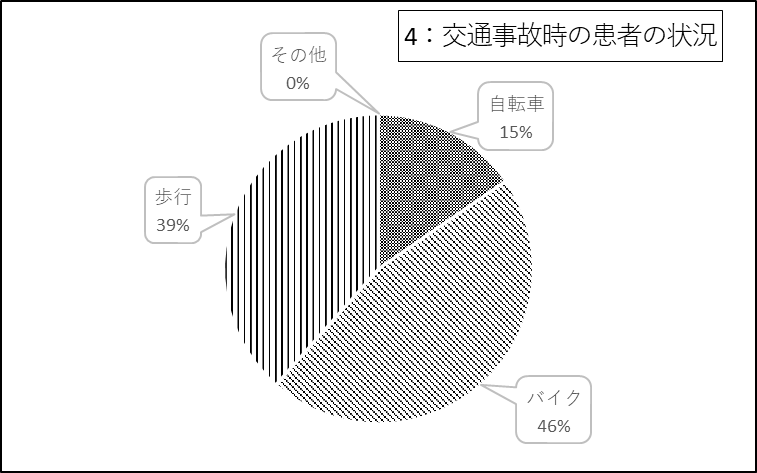 4：交通事故時の患者の状況
その他
0%
自転車
15%
歩行
39%
バイク
46%